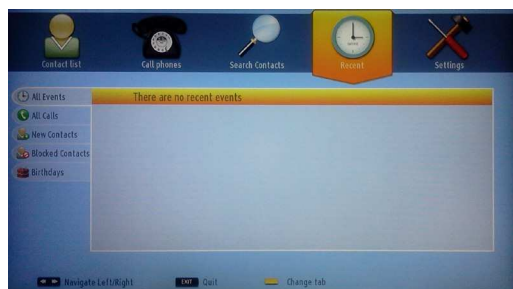 Contact list
Call phones
Search Contacts
Recent
Settings
All Events
There are no recent events
All Calls
New Contacts
Blocked Contacts
Birthdays
Navigate Left/Right
EXIT Quit
Change tab